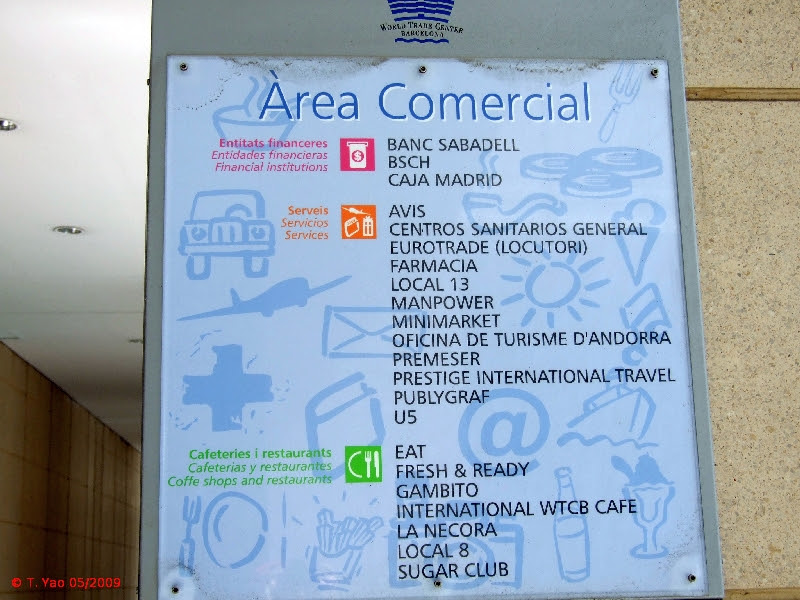 WORLD TRADE CENTER
BARCELONA
Àrea Comercial
Entitats financeres
Entidades financieras
Financial institutions
BANC SABADELL
BSCH
CAJA MADRID
Serveis
Servicios
Services
AVIS
CENTROS SANITARIOS GENERAL
EUROTRADE (LOCUTORI)
FARMACIA
LOCAL 13
MANPOWER
MINIMARKET
OFICINA DE TURISME D'ANDORRA
PREMESER
PRESTIGE INTERNATIONAL TRAVEL
PUBLYGRAF
U5
Cafeteries i restaurants
Cafeterias y restaurantes
Coffe shops and restaurants
EAT
FRESH & READY
GAMBITO
INTERNATIONAL WTCB CAFE
LA NECORA
LOCAL 8
SUGAR CLUB
© T. Yao 05/2009